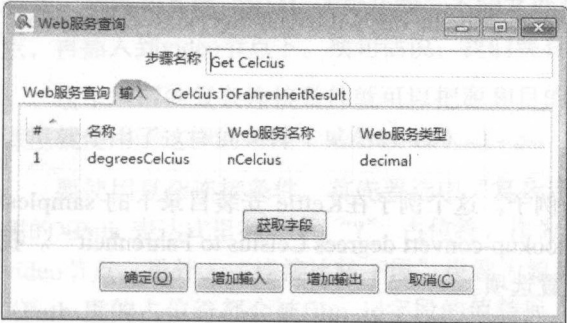 Web服务查询
步骤名称 Get Celcius
Web服务查询 输入 CelciusToFahrenheitResult
# 名称 Web服务名称 Web服务类型
1 degreesCelcius nCelcius decimal
获取字段
确定(O) 增加输入 增加输出 取消(C)